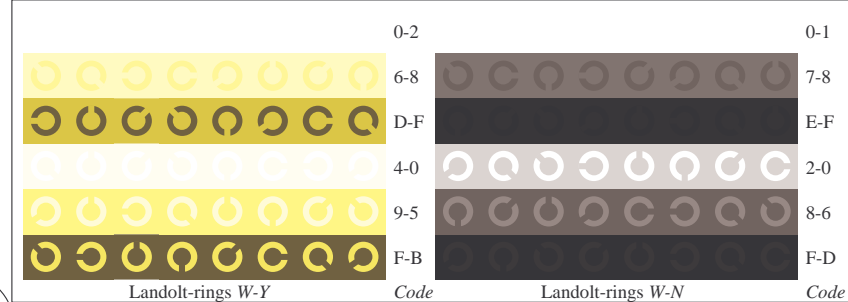 0-2 0-1
6-8 7-8
D-F E-F
4-0 2-0
9-5 8-6
F-B F-D
Landolt-rings W-Y Code Landolt-rings W-N Code